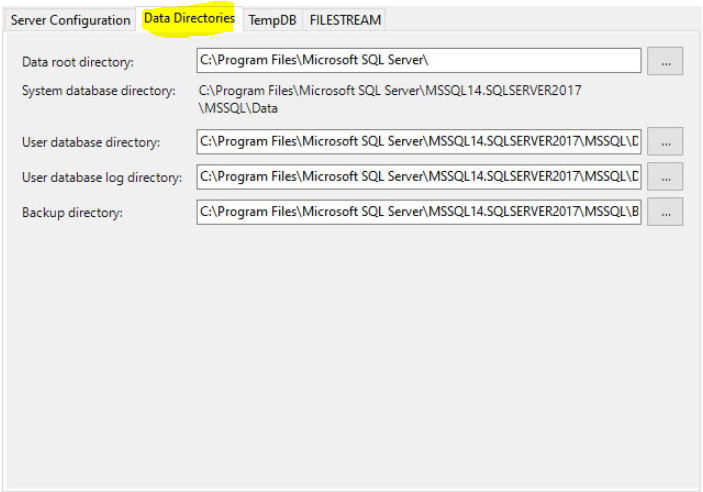 Server Configuration Data Directories TempDB FILESTREAM
Data root directory: C:\Program Files\Microsoft SQL Server\ ...
System database directory: C:\Program Files\Microsoft SQL Server\MSSQL14.SQLSERVER2017
\MSSQL\Data
User database directory: C:\Program Files\Microsoft SQL Server\MSSQL14.SQLSERVER2017\MSSQL\D ...
User database log directory: C:\Program Files\Microsoft SQL Server\MSSQL14.SQLSERVER2017\MSSQL\D ...
Backup directory: C:\Program Files\Microsoft SQL Server\MSSQL14.SQLSERVER2017\MSSQL\B ...